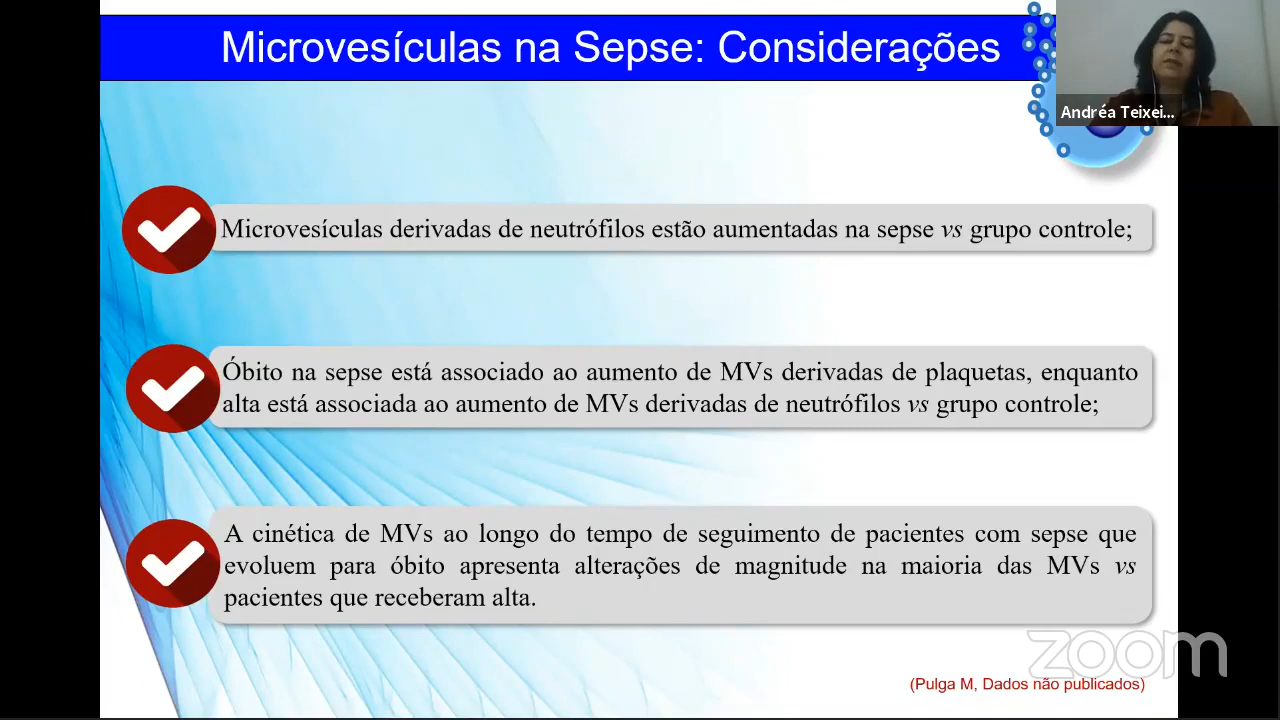 Microvesículas na Sepse: Considerações
Andréa Teixei...
Microvesículas derivadas de neutrófilos estão aumentadas na sepse vs grupo controle;
Óbito na sepse está associado ao aumento de MVs derivadas de plaquetas, enquanto
alta está associada ao aumento de MVs derivadas de neutrófilos vs grupo controle;
A cinética de MVs ao longo do tempo de seguimento de pacientes com sepse que
evoluem para óbito apresenta alterações de magnitude na maioria das MVs vs
pacientes que receberam alta.
zoom
(Pulga M, Dados não publicados)